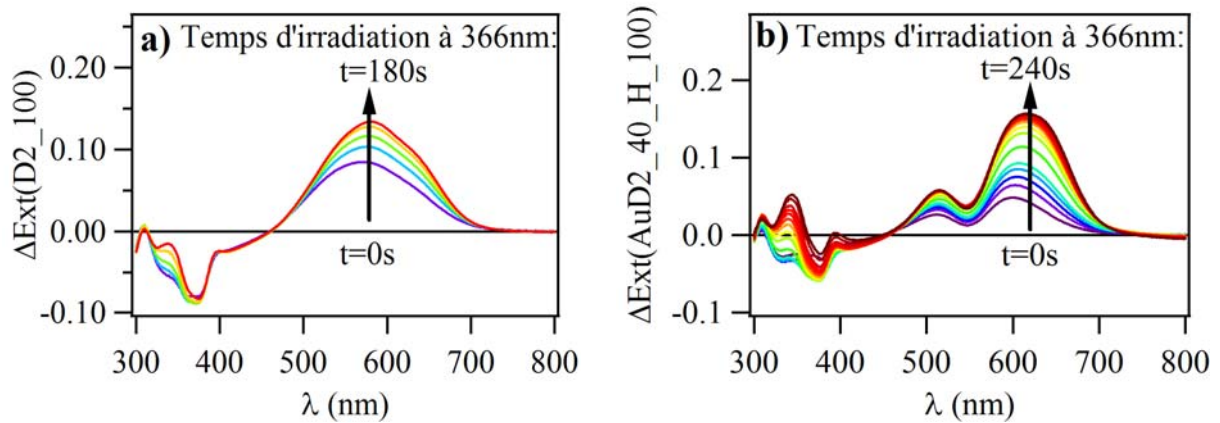 a) Temps d'irradiation à 366nm:
t=180s
t=0s
ΔExt(D2_100)
0.20
0.10
0.00
-0.10
300 400 500 600 700 800
λ (nm)
b) Temps d'irradiation à 366nm:
t=240s
t=0s
ΔExt(AuD2_40_H_100)
0.2
0.1
0.0
-0.1
300 400 500 600 700 800
λ (nm)